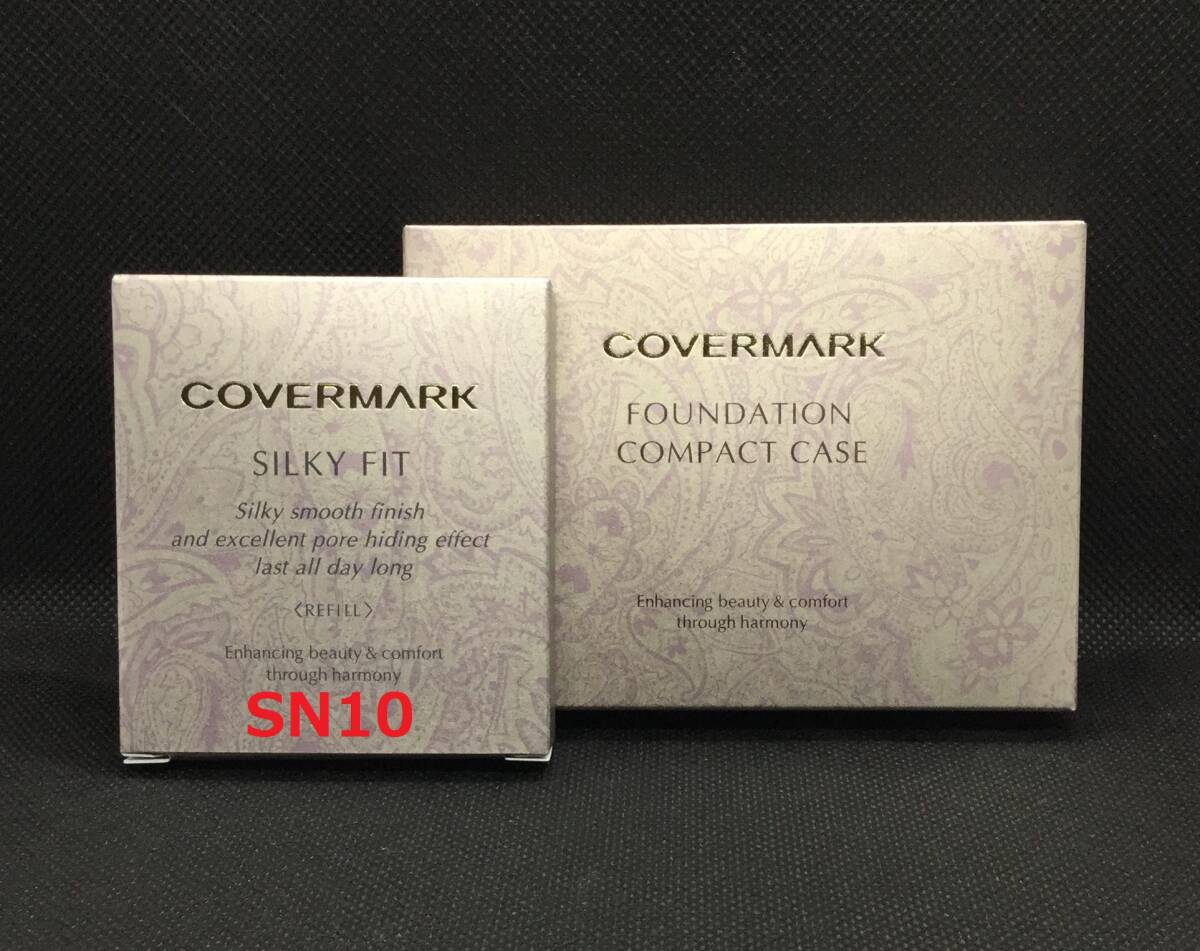 COVERMARK
SILKY FIT
Silky smooth finish
and excellent pore hiding effect
last all day long
〈REFILL〉
Enhancing beauty & comfort
through harmony
SN10
COVERMARK
FOUNDATION
COMPACT CASE
Enhancing beauty & comfort
through harmony